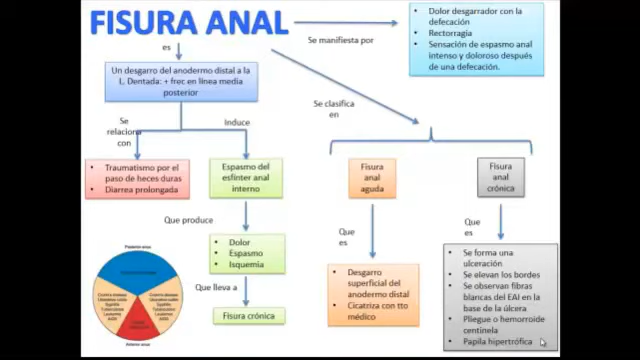 FISURA ANAL
es
Un desgarro del anodermo distal a la
L. Dentada: + frec en línea media
posterior
Se
relaciona
con
Induce
Traumatismo por el
paso de heces duras
Diarrea prolongada
Espasmo del
esfínter anal
interno
Que produce
Dolor
Espasmo
Isquemia
Que lleva a
Fisura crónica
Se manifiesta por
Dolor desgarrador con la
defecación
Rectorragía
Sensación de espasmo anal
intenso y doloroso después
de una defecación.
Se clasifica
en
Fisura
anal
aguda
Que
es
Desgarro
superficial del
anodermo distal
Cicatriza con tto
médico
Fisura
anal
crónica
Que
es
Se forma una
ulceración
Se elevan los bordes
Se observan fibras
blancas del EAI en la
base de la úlcera
Pliegue o hemorroide
centinela
Papila hipertrófica